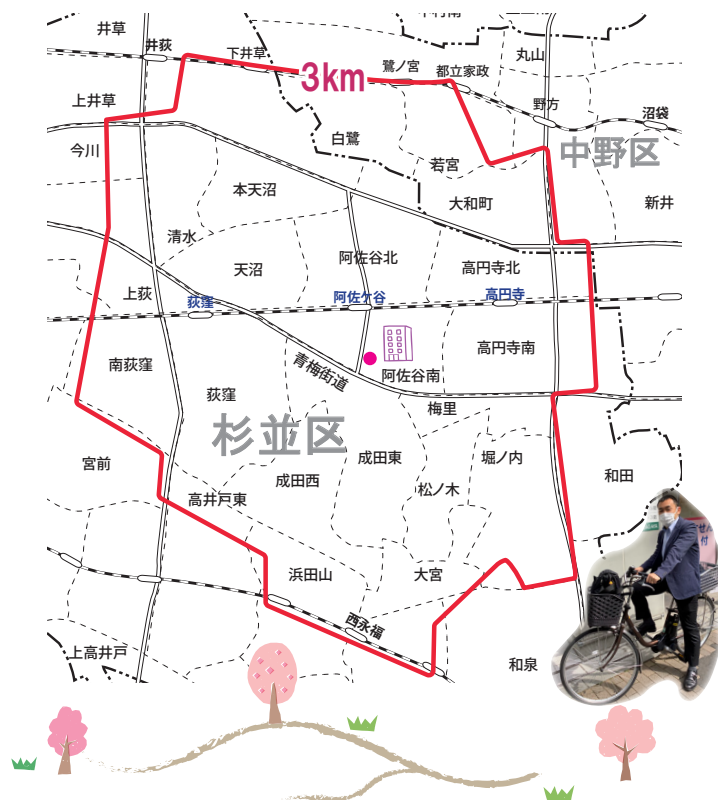 中村南
井草
井荻
下井草
丸山
3km
鷺ノ宮
都立家政
上井草
野方
沼袋
白鷺
今川
若宮
中野区
本天沼
大和町
新井
清水
天沼
阿佐谷北
高円寺北
上荻
荻窪
阿佐ケ谷
高円寺
南荻窪
青梅街道
阿佐谷南
高円寺南
荻窪
梅里
杉並区
宮前
成田西
成田東
堀ノ内
和田
高井戸東
松ノ木
浜田山
大宮
西永福
上高井戸
和泉
付